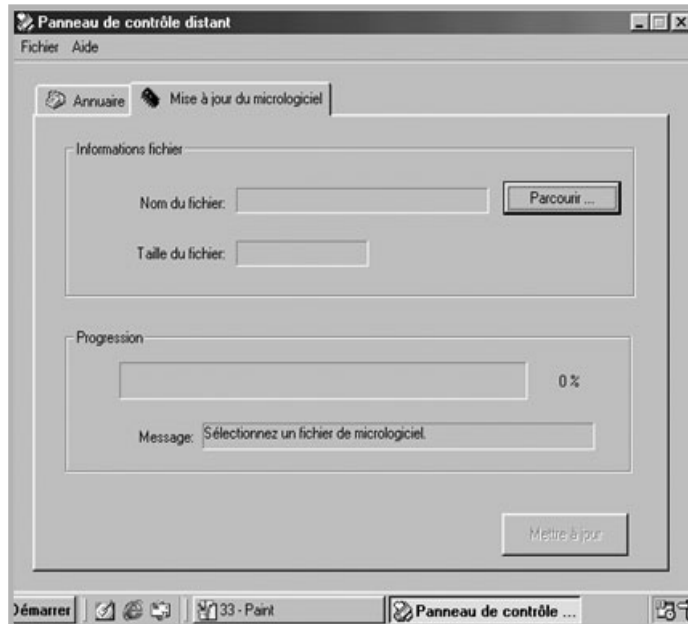 Panneau de contrôle distant
Fichier Aide
Annuaire Mise à jour du micrologiciel
Informations fichier
Nom du fichier: Parcourir ...
Taille du fichier:
Progression
0 %
Message: Sélectionnez un fichier de micrologiciel.
Mettre à jour
Démarrer 33 - Paint Panneau de contrôle ...